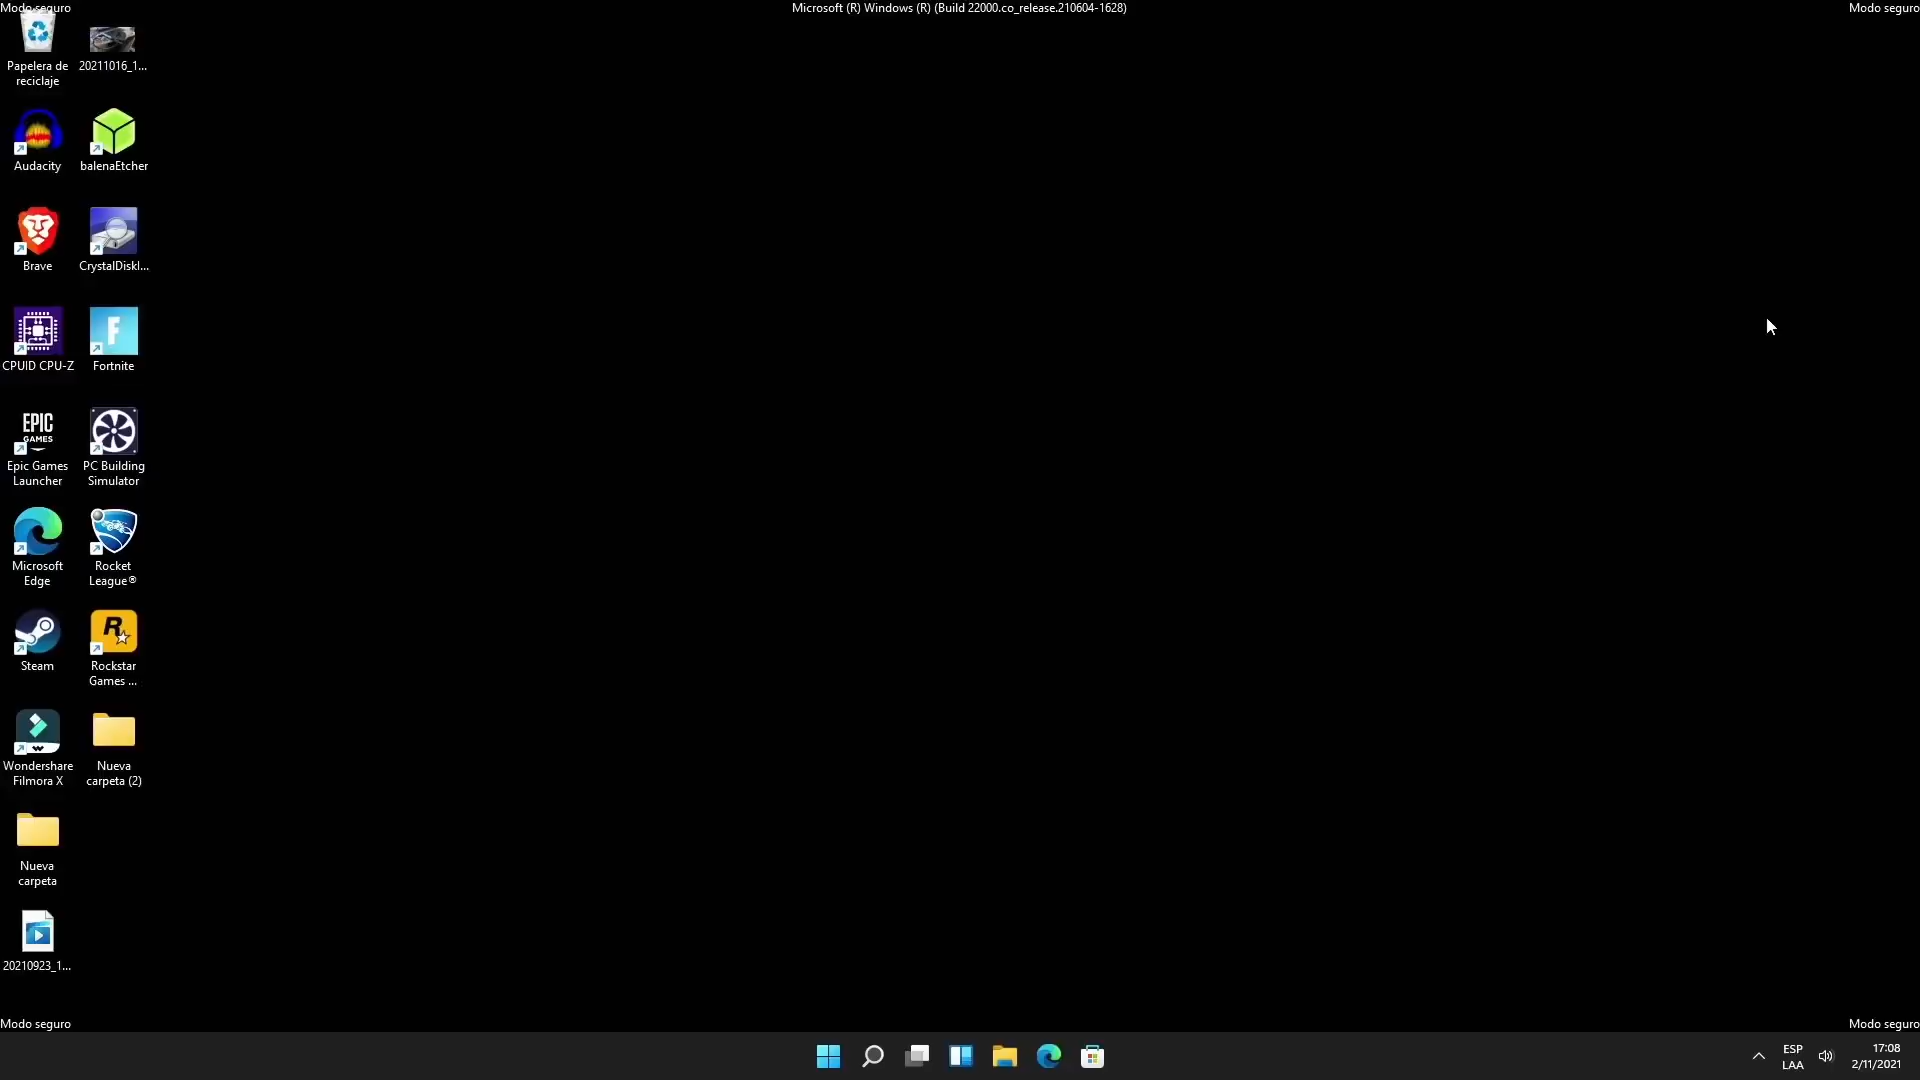 Modo seguro
Microsoft (R) Windows (R) (Build 22000.co_release.210604-1628)
Modo seguro
Papelera de
reciclaje
20211016_1...
Audacity
balenaEtcher
Brave
CrystalDiskI...
CPUID CPU-Z
F
Fortnite
EPIC
GAMES
Epic Games
Launcher
PC Building
Simulator
Microsoft
Edge
Rocket
League®
Steam
R
Rockstar
Games ...
Wondershare
Filmora X
Nueva
carpeta (2)
Nueva
carpeta
20210923_1...
Modo seguro
Modo seguro
ESP
LAA
17:08
2/11/2021